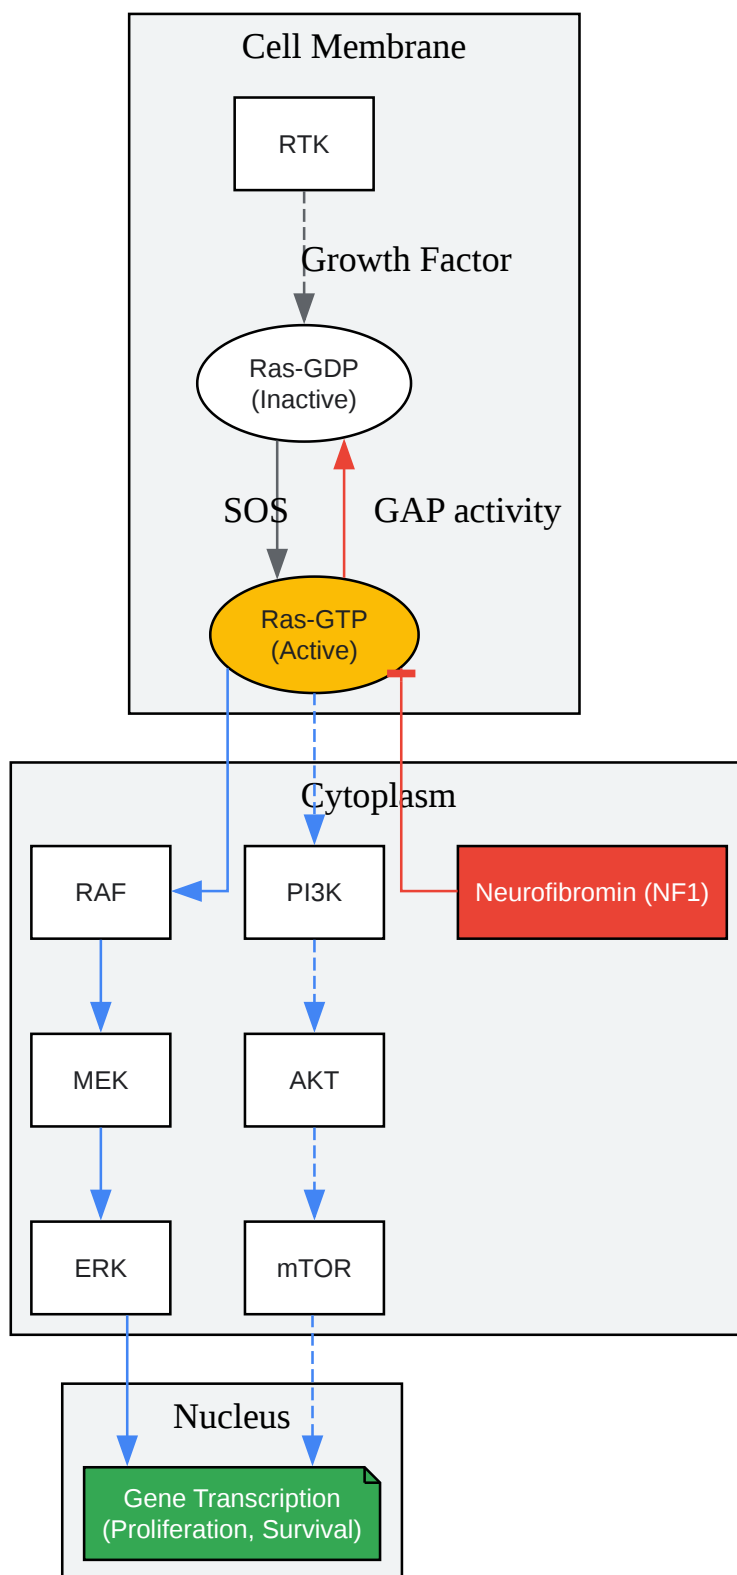 Cell Membrane
RTK
Growth Factor
Ras-GDP
(Inactive)
SOS
GAP activity
Ras-GTP
(Active)
Cytoplasm
RAF
PI3K
Neurofibromin (NF1)
MEK
AKT
ERK
mTOR
Nucleus
Gene Transcription
(Proliferation, Survival)